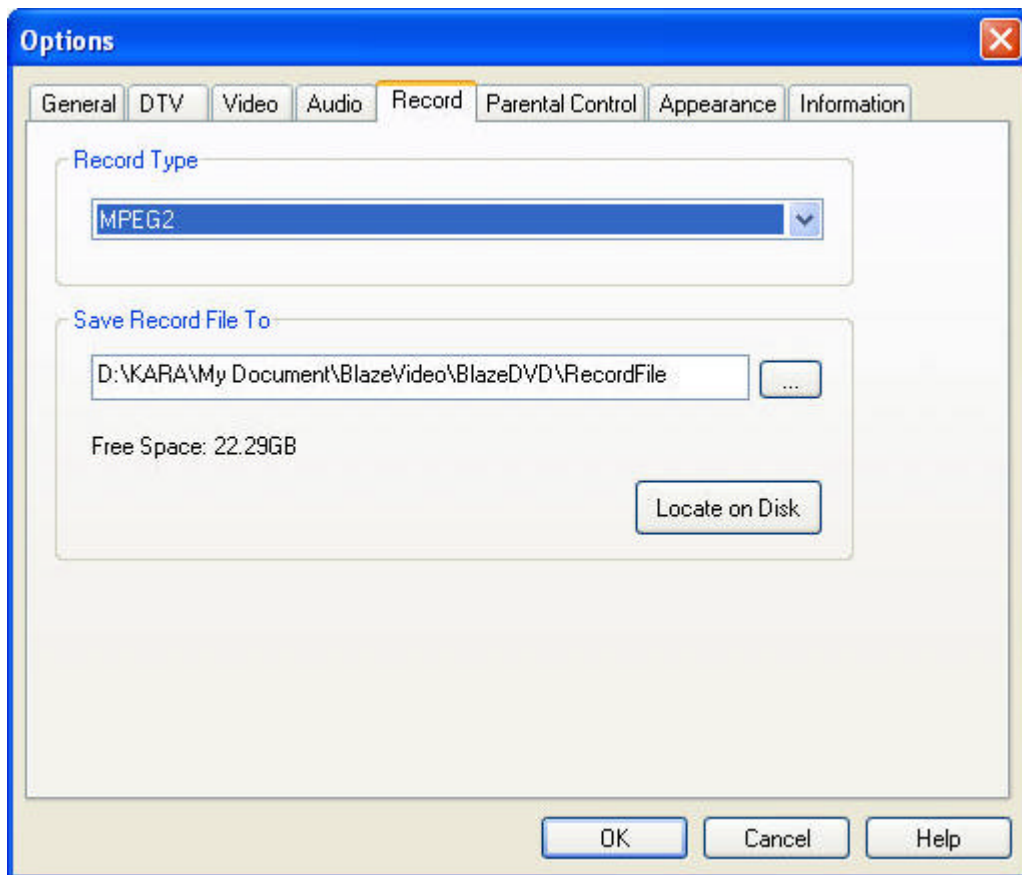 Options
General DTV Video Audio Record Parental Control Appearance Information
Record Type
MPEG2
Save Record File To
D:\KARA\My Document\BlazeVideo\BlazeDVD\RecordFile ...
Free Space: 22.29GB
Locate on Disk
OK Cancel Help